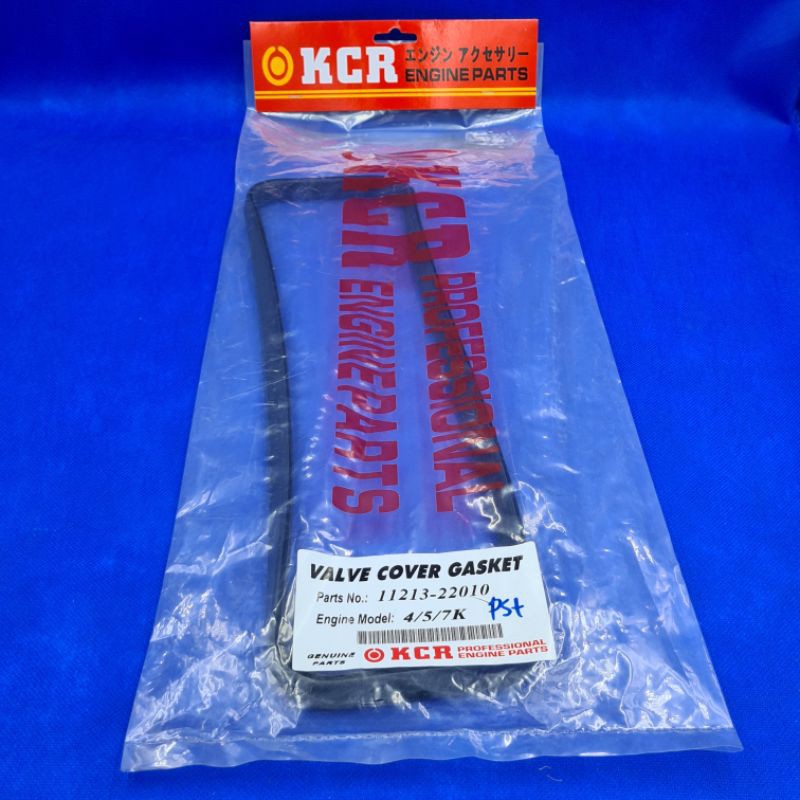 KCR エンジン アクセサリー
ENGINE PARTS
KCR ENGINE PARTS
KCR PROFESSIONAL
VALVE COVER GASKET
Parts No.: 11213-22010
Engine Model: 4/5/7K
PST
GENUINE PARTS
KCR PROFESSIONAL ENGINE PARTS